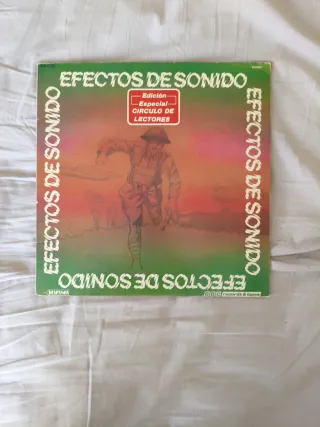 EFECTOS DE SONIDO
Edición
Especial
CIRCULO DE
LECTORES
EFECTOS DE SONIDO
EFECTOS DE SONIDO
EFECTOS DE SONIDO